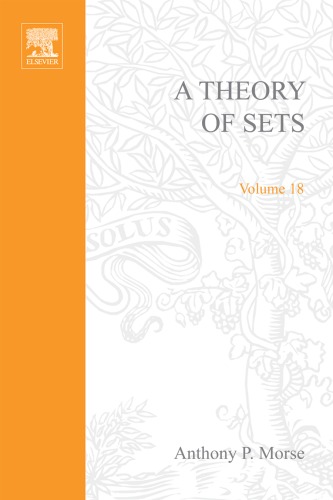 ELSEVIER
A THEORY
OF SETS
Volume 18
SOLUS
Anthony P. Morse